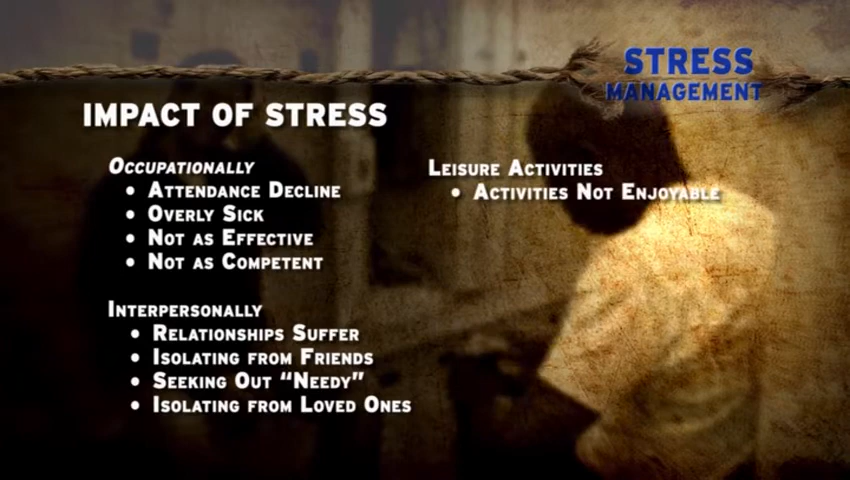 STRESS
MANAGEMENT
IMPACT OF STRESS
OCCUPATIONALLY
• ATTENDANCE DECLINE
• OVERLY SICK
• NOT AS EFFECTIVE
• NOT AS COMPETENT
INTERPERSONALLY
• RELATIONSHIPS SUFFER
• ISOLATING FROM FRIENDS
• SEEKING OUT “NEEDY”
• ISOLATING FROM LOVED ONES
LEISURE ACTIVITIES
• ACTIVITIES NOT ENJOYABLE